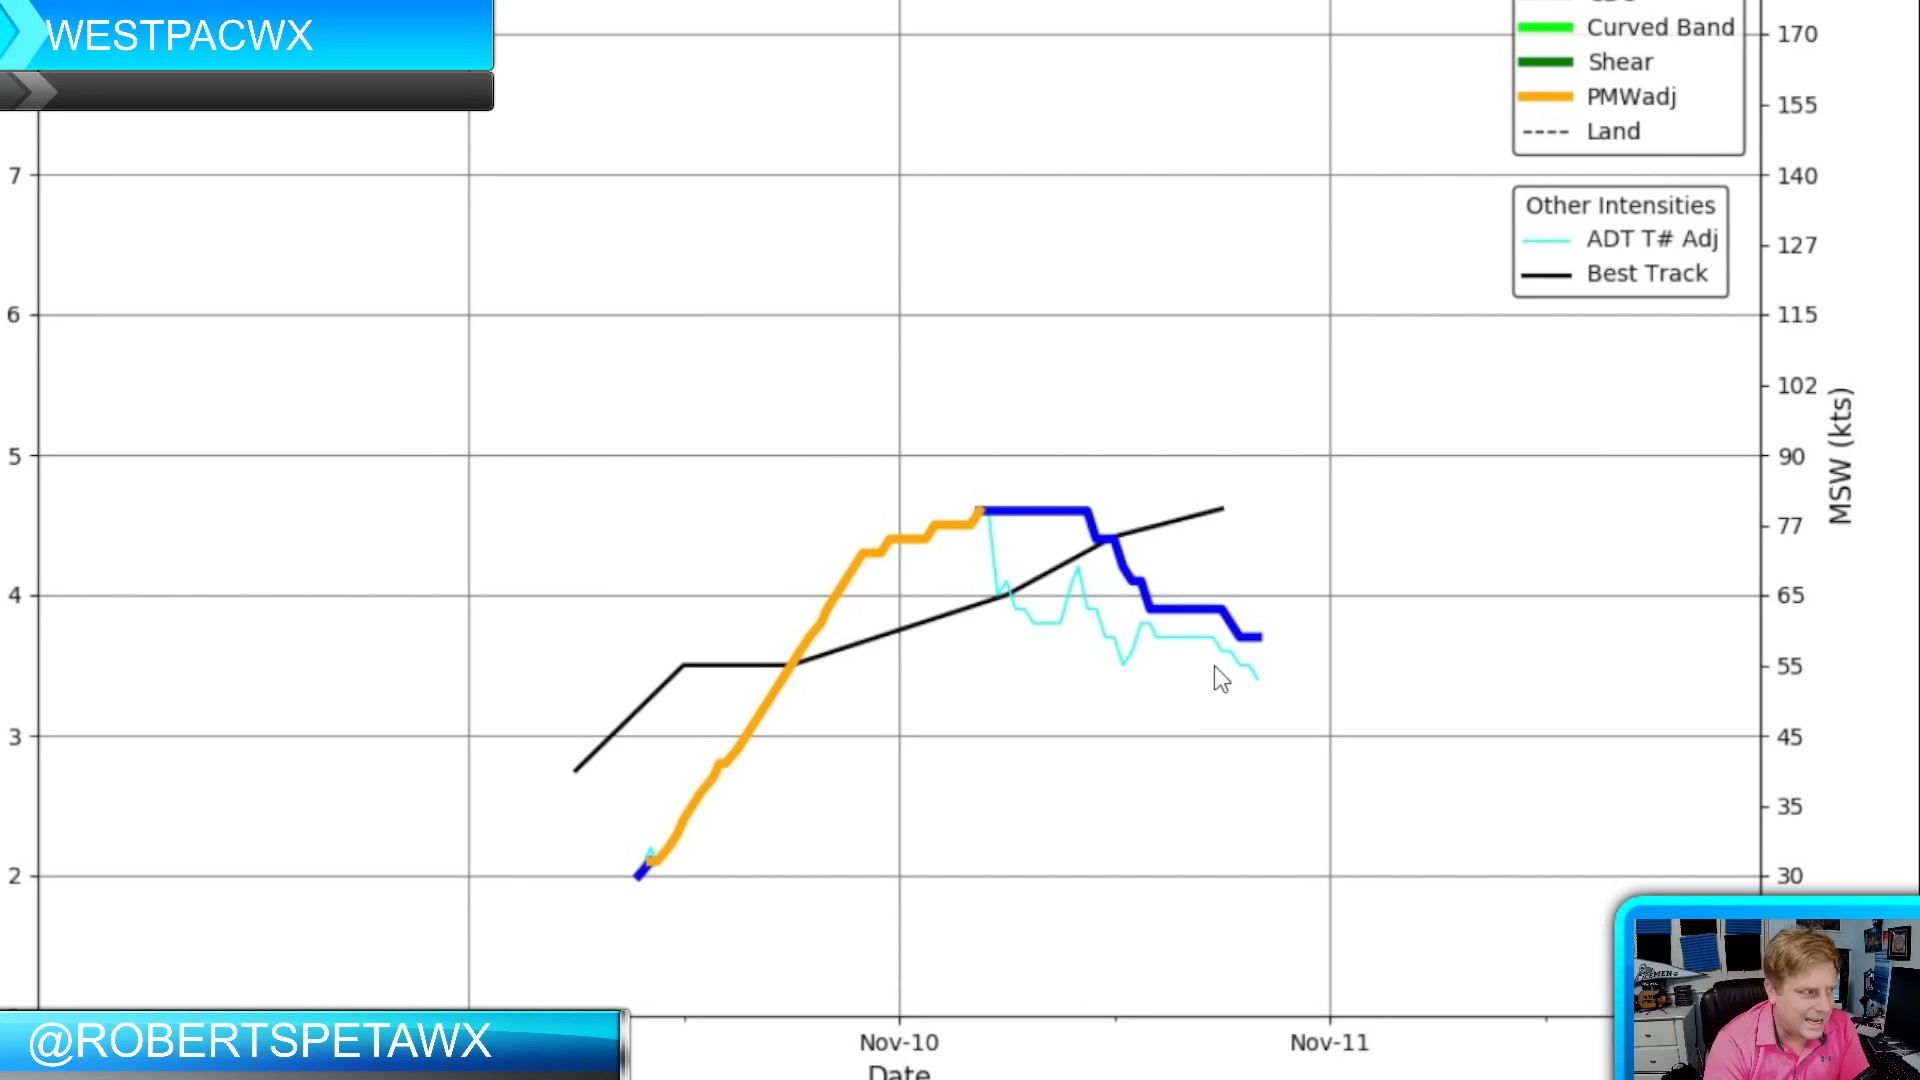 WESTPACWX
Curved Band
Shear
PMWadj
Land
Other Intensities
ADT T# Adj
Best Track
170
155
140
127
115
102
90
77
65
55
45
35
30
MSW (kts)
7
6
5
4
3
2
Nov-10
Nov-11
Date
@ROBERTSPETAWX